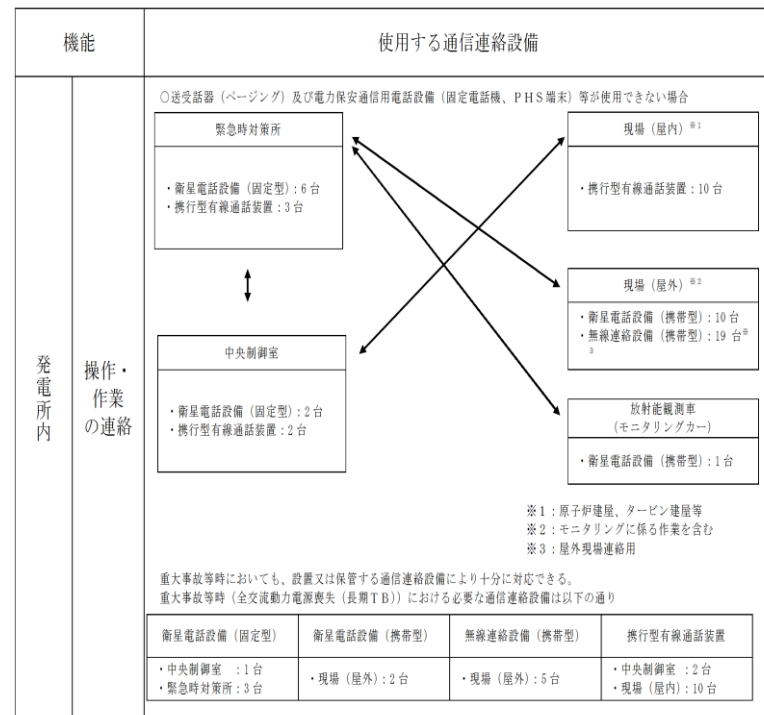 機能
使用する通信連絡設備
発電所内
操作・
作業
の連絡
○送受話器（ページング）及び電力保安通信用電話設備（固定電話機、ＰＨＳ端末）等が使用できない場合
緊急時対策所
・衛星電話設備（固定型）：6台
・携行型有線通話装置：3台
現場（屋内）※1
・携行型有線通話装置：10台
現場（屋外）※2
・衛星電話設備（携帯型）：10台
・無線連絡設備（携帯型）：19台※
3
中央制御室
・衛星電話設備（固定型）：2台
・携行型有線通話装置：2台
放射能観測車
（モニタリングカー）
・衛星電話設備（携帯型）：1台
※1：原子炉建屋、タービン建屋等
※2：モニタリングに係る作業を含む
※3：屋外現場連絡用
重大事故等時においても、設置又は保管する通信連絡設備により十分に対応できる。
重大事故等時（全交流動力電源喪失（長期ＴＢ））における必要な通信連絡設備は以下の通り
衛星電話設備（固定型）
衛星電話設備（携帯型）
無線連絡設備（携帯型）
携行型有線通話装置
・中央制御室　：1台
・緊急時対策所：3台
・現場（屋外）：2台
・現場（屋外）：5台
・中央制御室　：2台
・現場（屋内）：10台